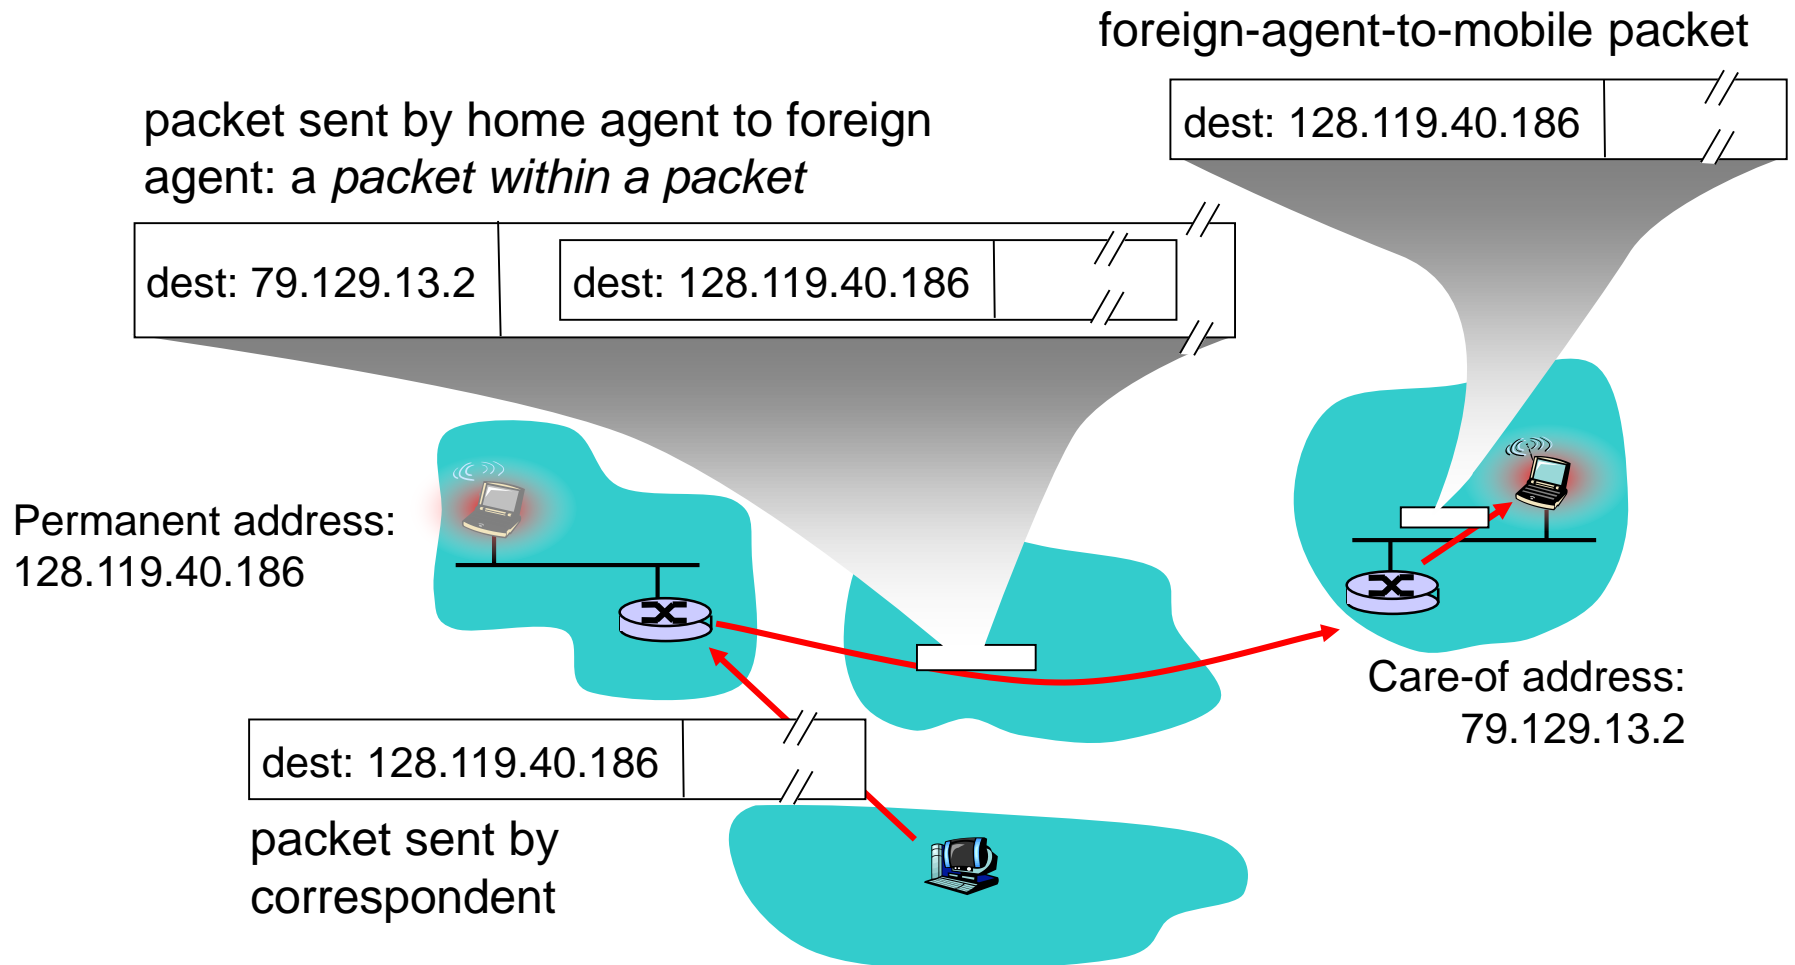 foreign-agent-to-mobile packet
dest: 128.119.40.186
packet sent by home agent to foreign
agent: a packet within a packet
dest: 79.129.13.2
dest: 128.119.40.186
Permanent address:
128.119.40.186
Care-of address:
79.129.13.2
dest: 128.119.40.186
packet sent by
correspondent